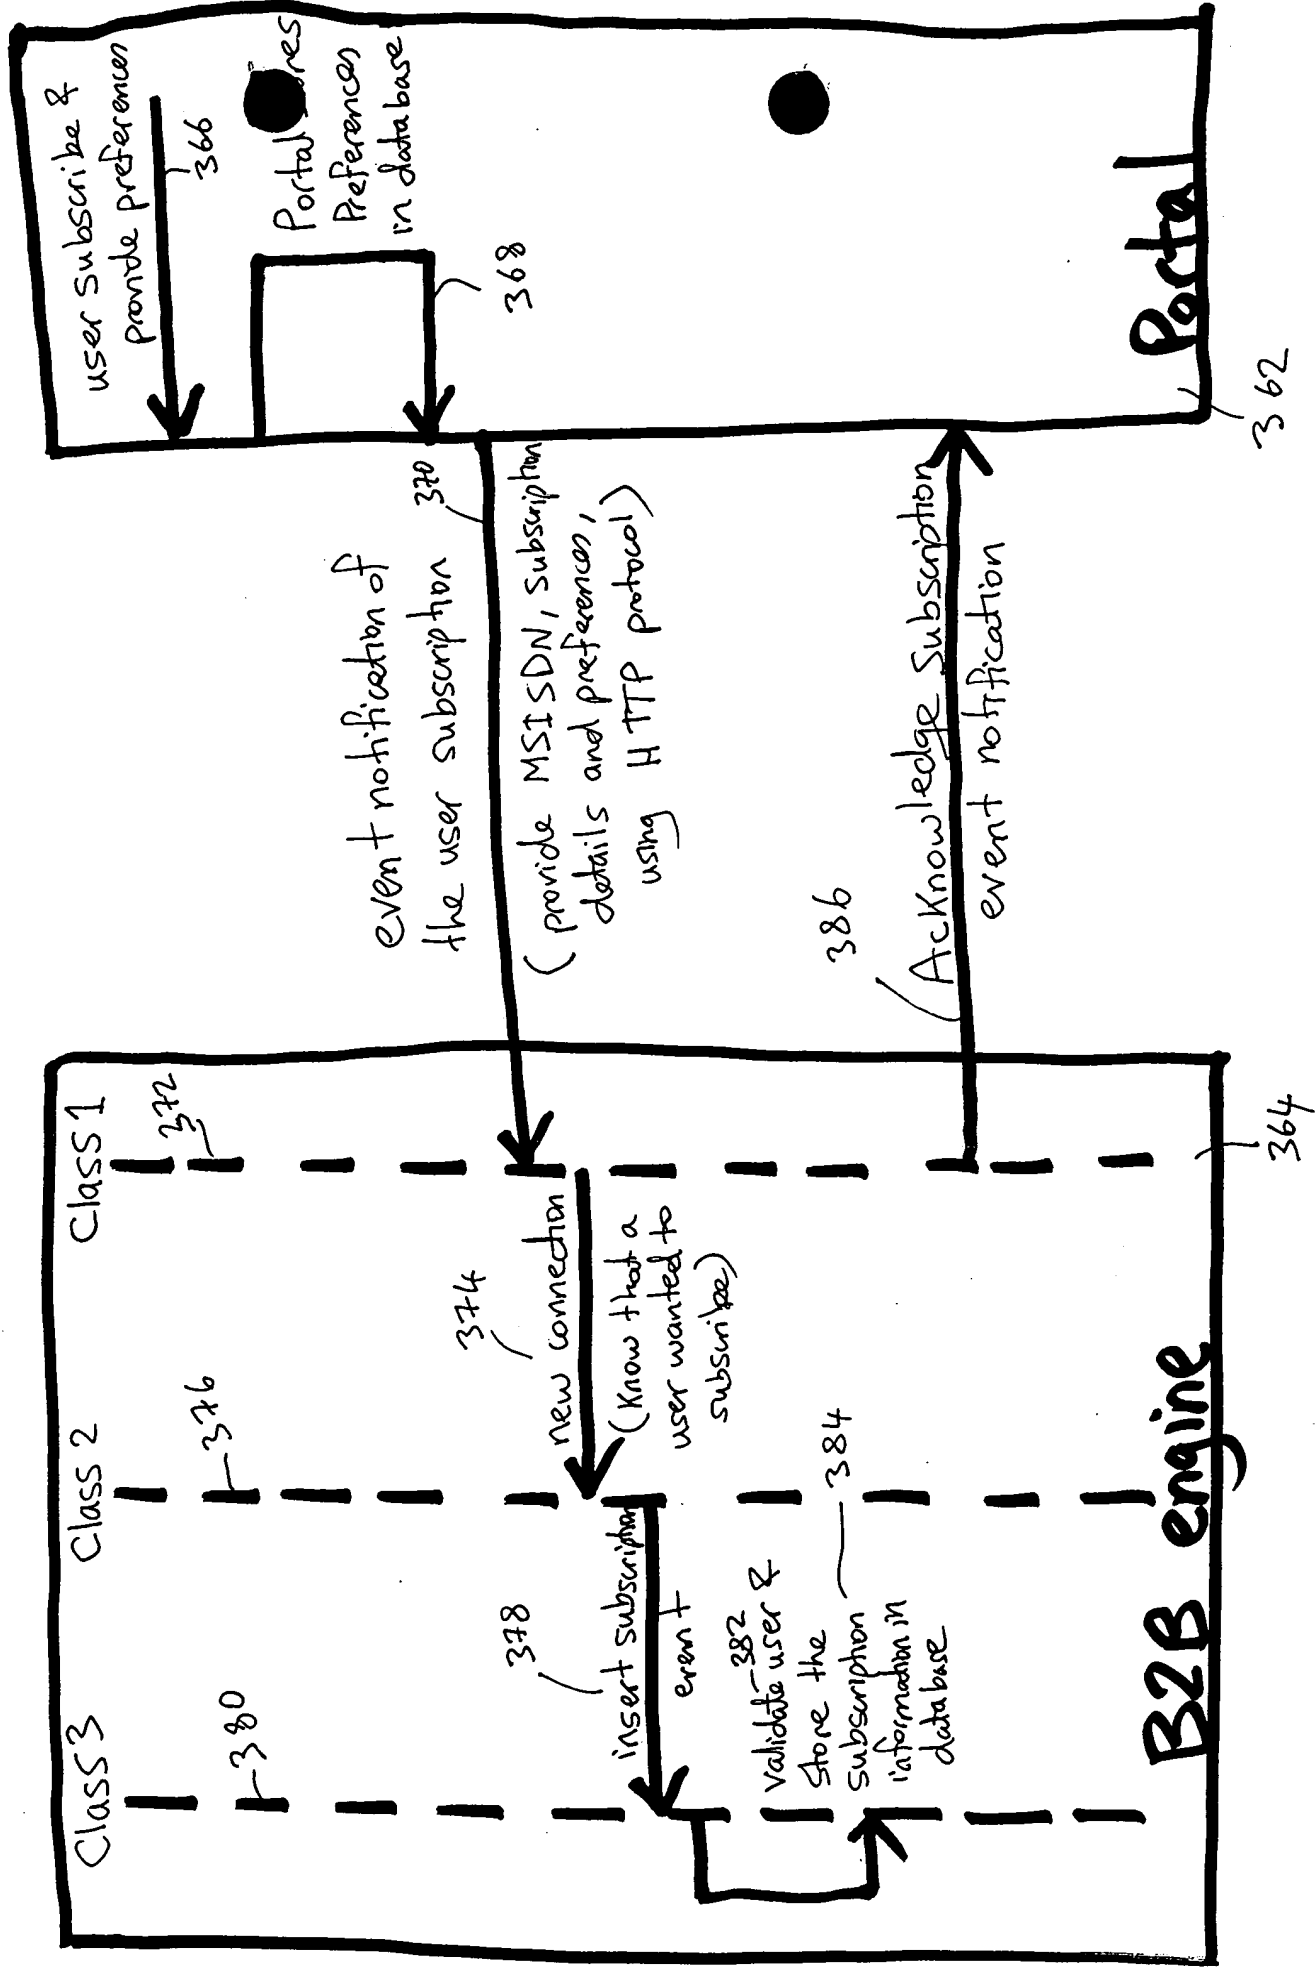 Class 3
380
Class 2
376
Class 1
372
user subscribe &
provide preferences
366
Portal
Preferences
in database
368
370
event notification of
the user subscription
(provide MSISDN, subscription
details and preferences,
using HTTP protocol)
374
new connection
(Know that a
user wanted to
subscribe)
378
insert subscription
event
382
Validate user &
Store the
subscription
information in
database
384
386
Acknowledge Subscription
event notification
B2B engine
364
Portal
362